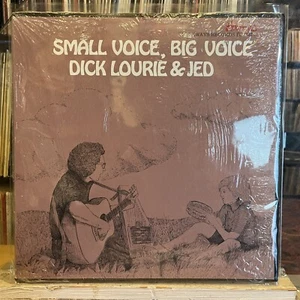 SMALL VOICE, BIG VOICE
DICK LOURIE & JED